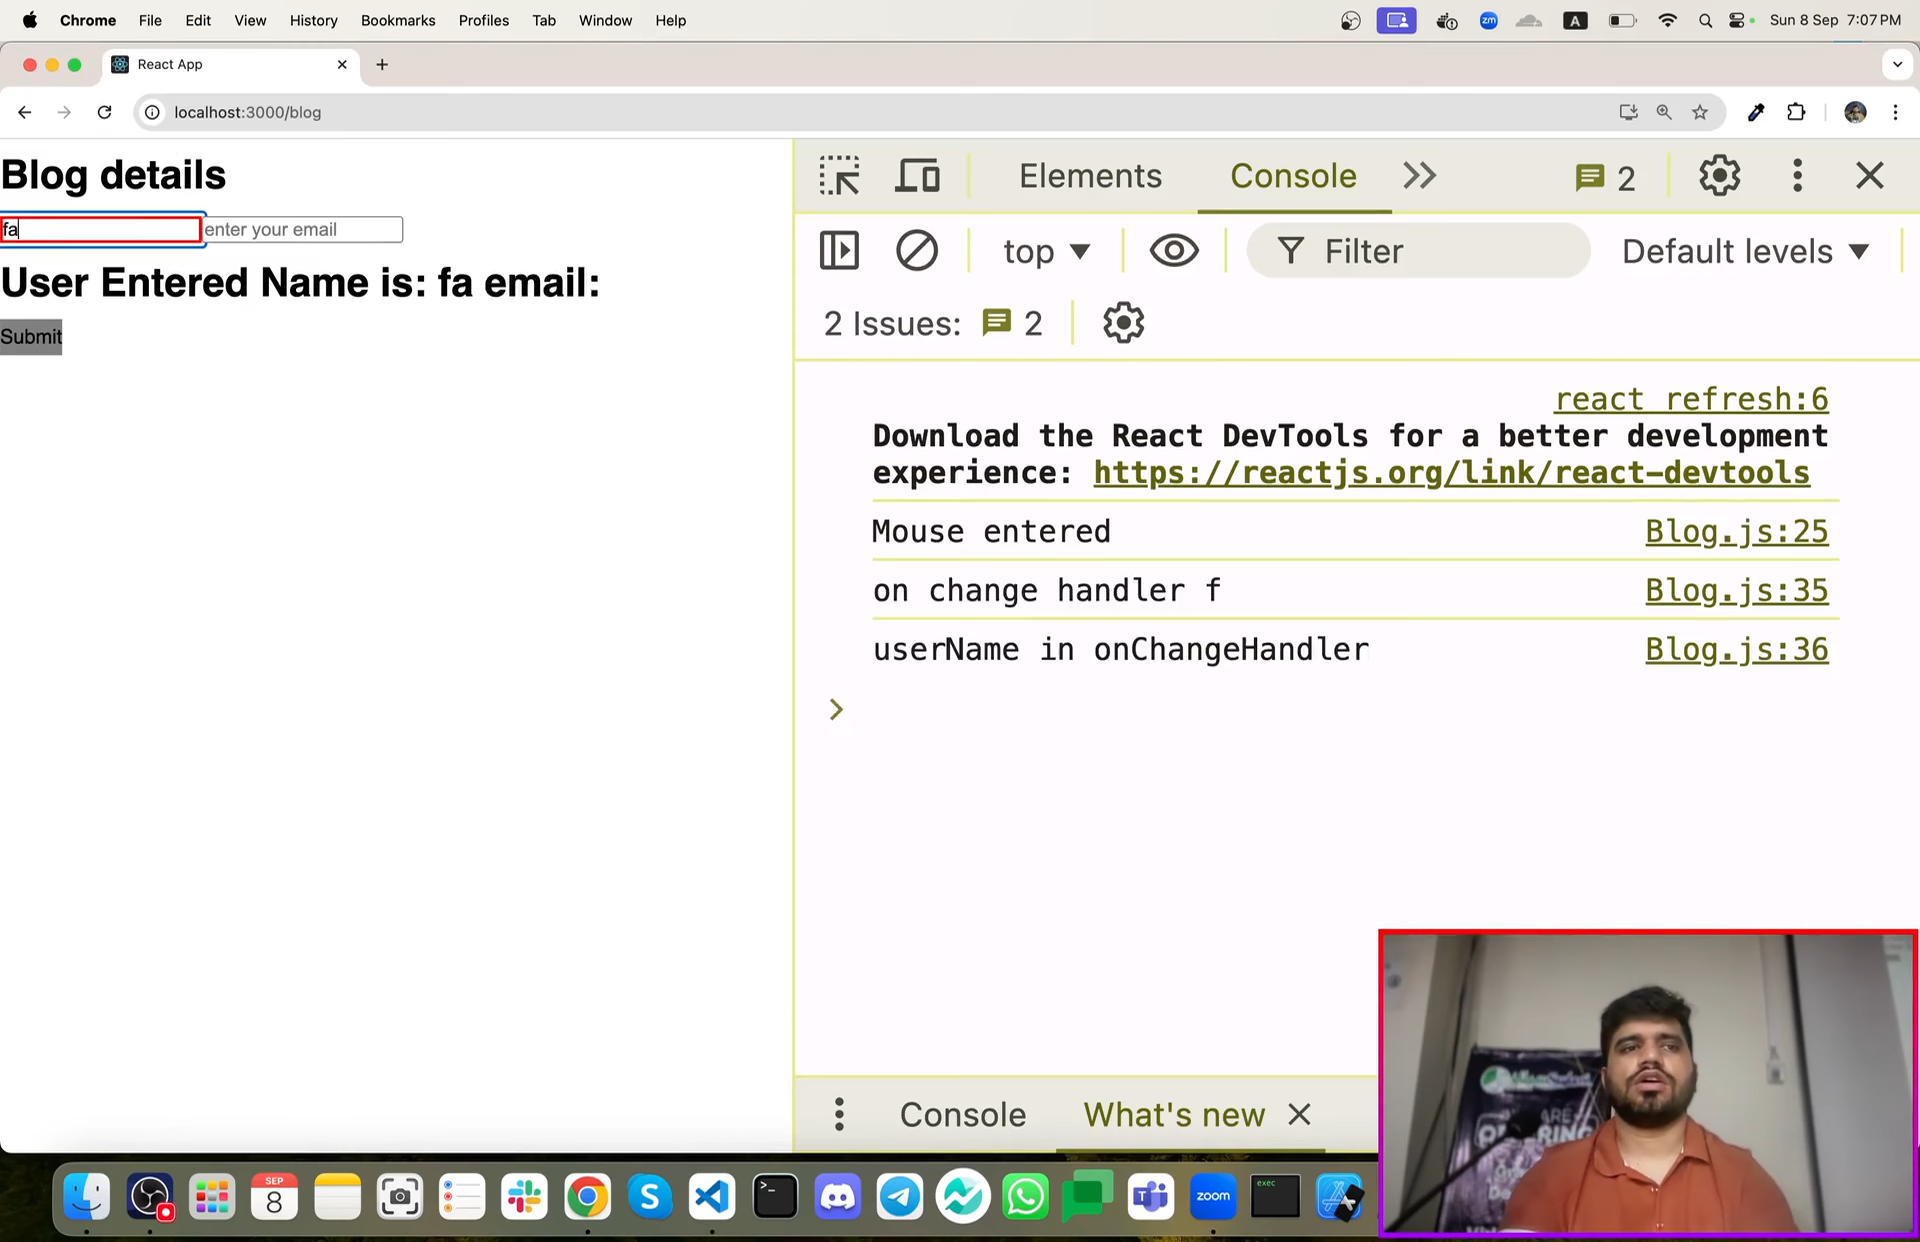 Chrome File Edit View History Bookmarks Profiles Tab Window Help
zm A Sun 8 Sep 7:07 PM
React App
localhost:3000/blog
Blog details
fa enter your email
User Entered Name is: fa email:
Submit
Elements Console 2
top Filter Default levels
2 Issues: 2
react refresh:6
Download the React DevTools for a better development
experience: https://reactjs.org/link/react-devtools
Mouse entered Blog.js:25
on change handler f Blog.js:35
userName in onChangeHandler Blog.js:36
Console What's new
SEP
8
S
zoom
exec